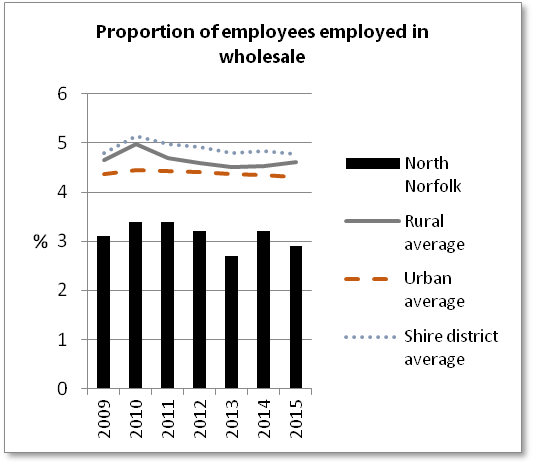 Proportion of employees employed in
wholesale
6
5
4
3
2
1
0
%
2009
2010
2011
2012
2013
2014
2015
North
Norfolk
Rural
average
Urban
average
Shire district
average